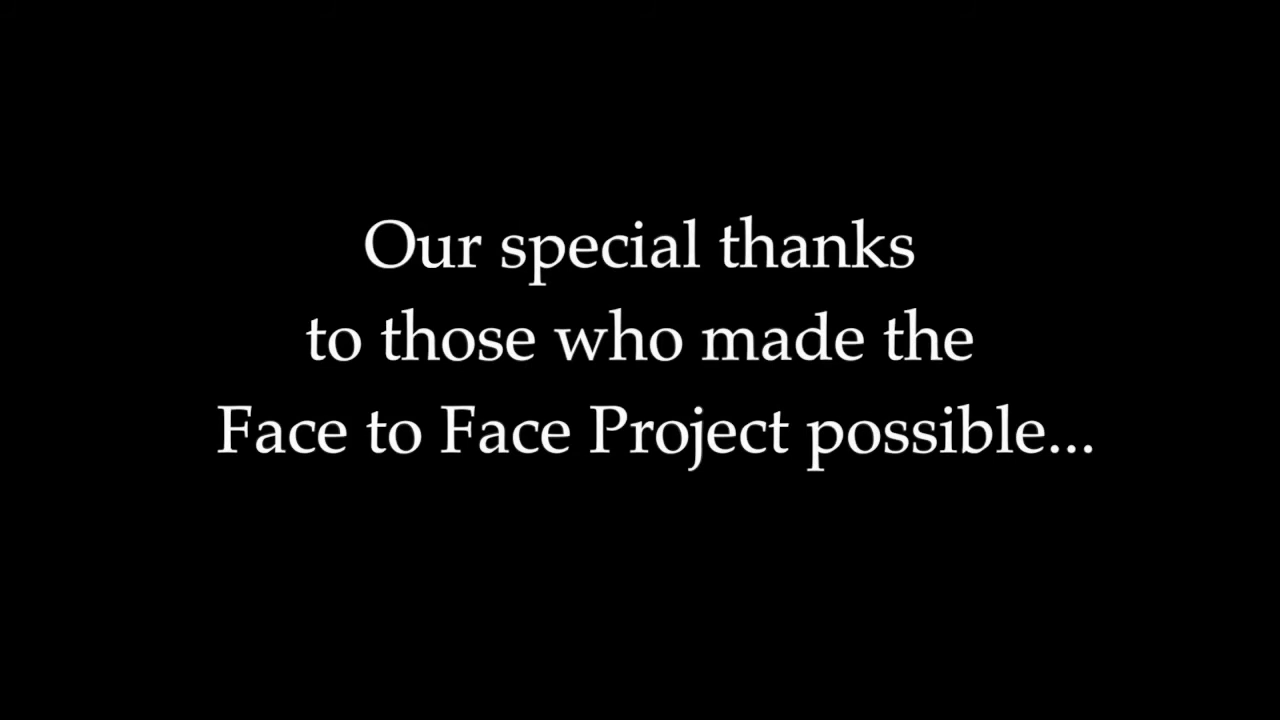 Our special thanks
to those who made the
Face to Face Project possible...